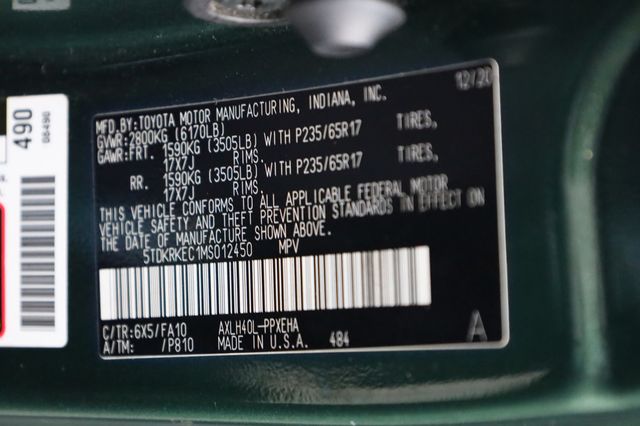 12/20
MFD.BY:TOYOTA MOTOR MANUFACTURING, INDIANA, INC.
GVWR:2800KG (6170LB)
GAWR:FRT. 1590KG (3505LB) WITH P235/65R17 TIRES,
17X7J RIMS.
RR. 1590KG (3505LB) WITH P235/65R17 TIRES,
17X7J RIMS.
THIS VEHICLE CONFORMS TO ALL APPLICABLE FEDERAL MOTOR
VEHICLE SAFETY AND THEFT PREVENTION STANDARDS IN EFFECT ON
THE DATE OF MANUFACTURE SHOWN ABOVE.
5TDKRKEC1MS012450 MPV
C/TR:6X5/FA10 AXLH40L-PPXEHA
A/TM: /P810 MADE IN U.S.A. 484
A
490
06490